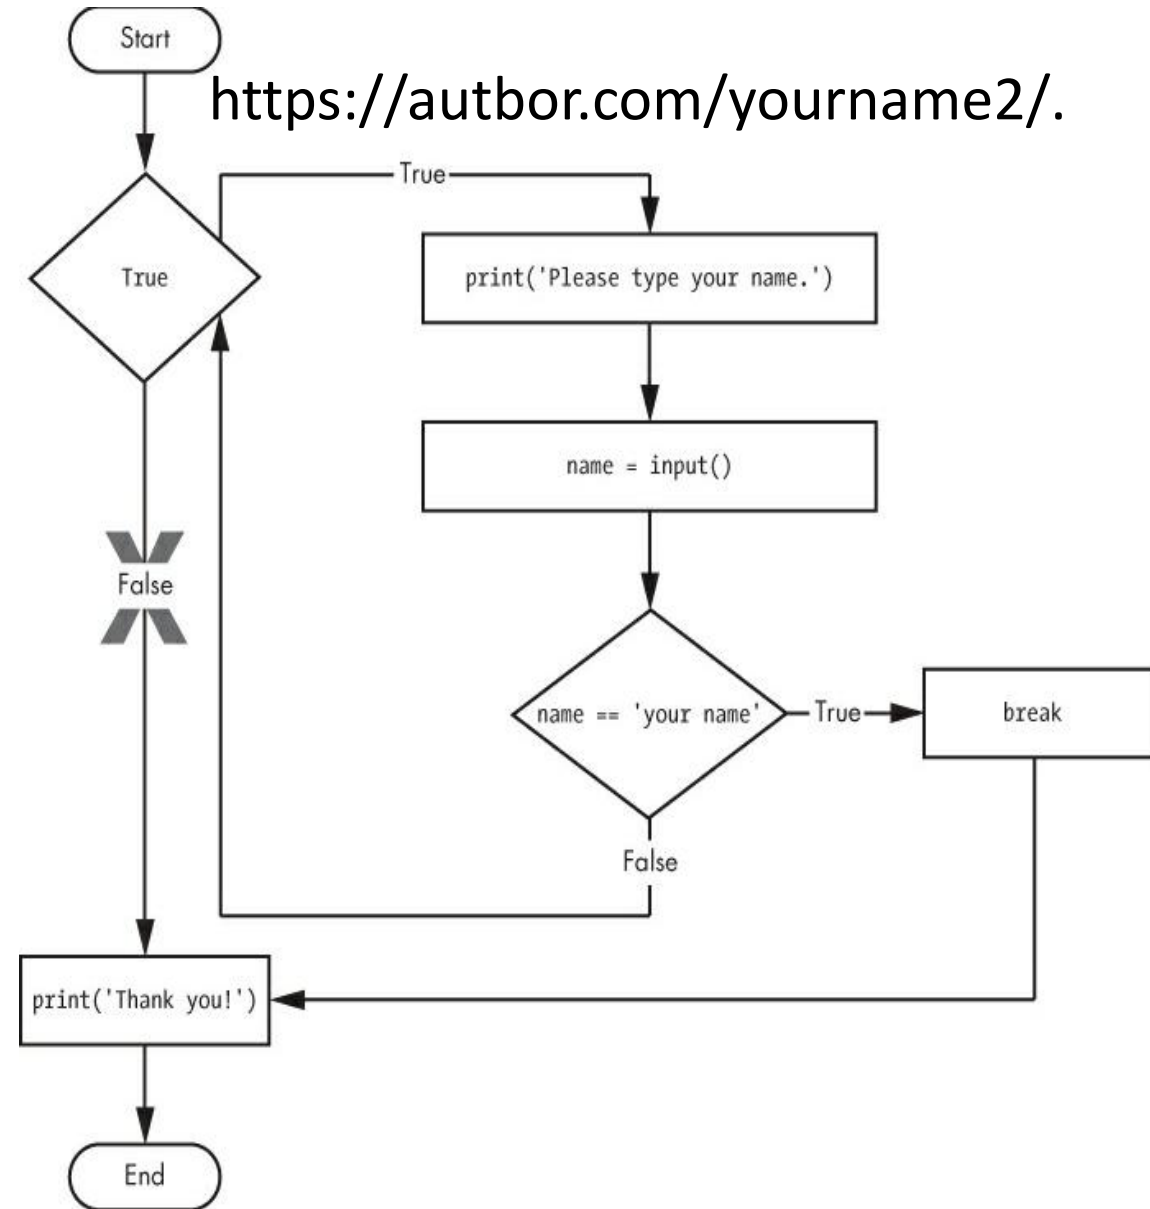 Start
https://autbor.com/yourname2/.
True
True
print('Please type your name.')
name = input()
False
name == 'your name'
True
break
False
print('Thank you!')
End